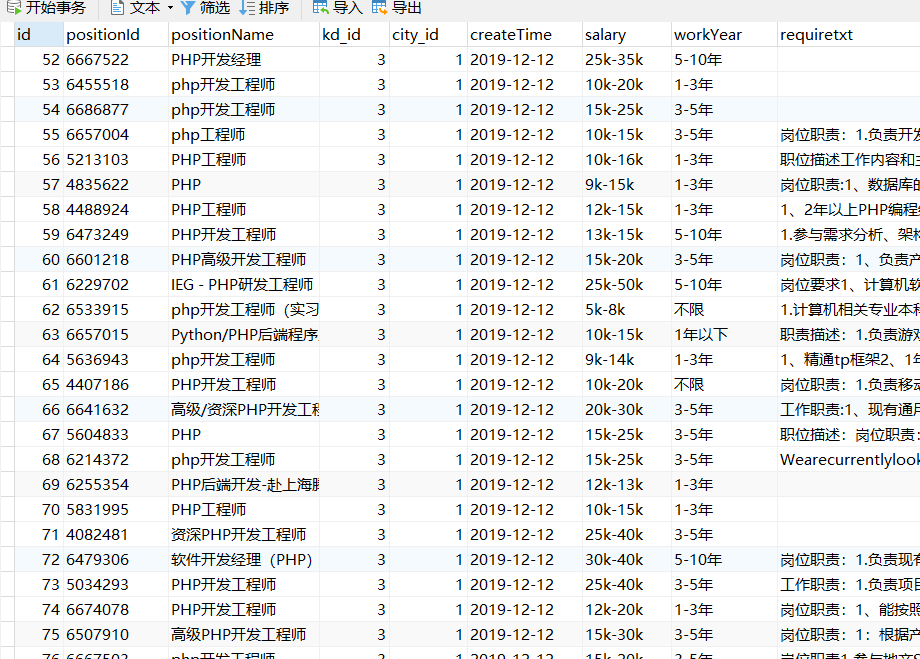 开始事务 文本 筛选 排序 导入 导出
id positionId positionName kd_id city_id createTime salary workYear requiretxt
52 6667522 PHP开发经理 3 1 2019-12-12 25k-35k 5-10年
53 6455518 php开发工程师 3 1 2019-12-12 10k-20k 1-3年
54 6686877 php开发工程师 3 1 2019-12-12 15k-25k 3-5年
55 6657004 php工程师 3 1 2019-12-12 10k-15k 3-5年 岗位职责：1.负责开发
56 5213103 PHP工程师 3 1 2019-12-12 10k-16k 1-3年 职位描述工作内容和主
57 4835622 PHP 3 1 2019-12-12 9k-15k 1-3年 岗位职责:1、数据库的
58 4488924 PHP工程师 3 1 2019-12-12 12k-15k 1-3年 1、2年以上PHP编程
59 6473249 PHP开发工程师 3 1 2019-12-12 13k-15k 5-10年 1.参与需求分析、架构
60 6601218 PHP高级开发工程师 3 1 2019-12-12 15k-20k 3-5年 岗位职责：1、负责产
61 6229702 IEG - PHP研发工程师 3 1 2019-12-12 25k-50k 5-10年 岗位要求1、计算机软
62 6533915 php开发工程师（实习 3 1 2019-12-12 5k-8k 不限 1.计算机相关专业本科
63 6657015 Python/PHP后端程序 3 1 2019-12-12 10k-15k 1年以下 职责描述：1.负责游戏
64 5636943 php开发工程师 3 1 2019-12-12 9k-14k 1-3年 1、精通tp框架2、1年
65 4407186 PHP开发工程师 3 1 2019-12-12 10k-20k 不限 岗位职责：1.负责移动
66 6641632 高级/资深PHP开发工程 3 1 2019-12-12 20k-30k 3-5年 工作职责:1、现有通用
67 5604833 PHP 3 1 2019-12-12 15k-25k 3-5年 职位描述：岗位职责：
68 6214372 php开发工程师 3 1 2019-12-12 15k-25k 3-5年 Wearecurrentlylook
69 6255354 PHP后端开发-赴上海腾 3 1 2019-12-12 12k-13k 1-3年
70 5831995 PHP工程师 3 1 2019-12-12 10k-15k 1-3年
71 4082481 资深PHP开发工程师 3 1 2019-12-12 25k-40k 3-5年
72 6479306 软件开发经理（PHP） 3 1 2019-12-12 30k-40k 5-10年 岗位职责：1.负责现有
73 5034293 PHP开发工程师 3 1 2019-12-12 25k-40k 3-5年 工作职责：1.负责项目
74 6674078 PHP开发工程师 3 1 2019-12-12 12k-20k 1-3年 岗位职责：1、能按照
75 6507910 高级PHP开发工程师 3 1 2019-12-12 15k-30k 3-5年 岗位职责：1：根据产
76 6667503 php开发工程师 3 1 2019-12-12 15k-20k 3-5年